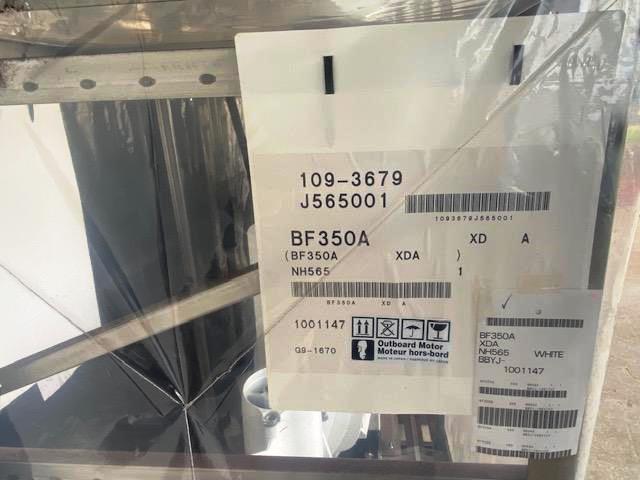 109-3679
J565001
1093679J565001
BF350A XD A
(BF350A XDA )
NH565 1
BF350A XD A
1001147
Outboard Motor
Moteur hors-bord
G9-1670
BF350A
XDA
NH565 WHITE
BBYJ-
1001147